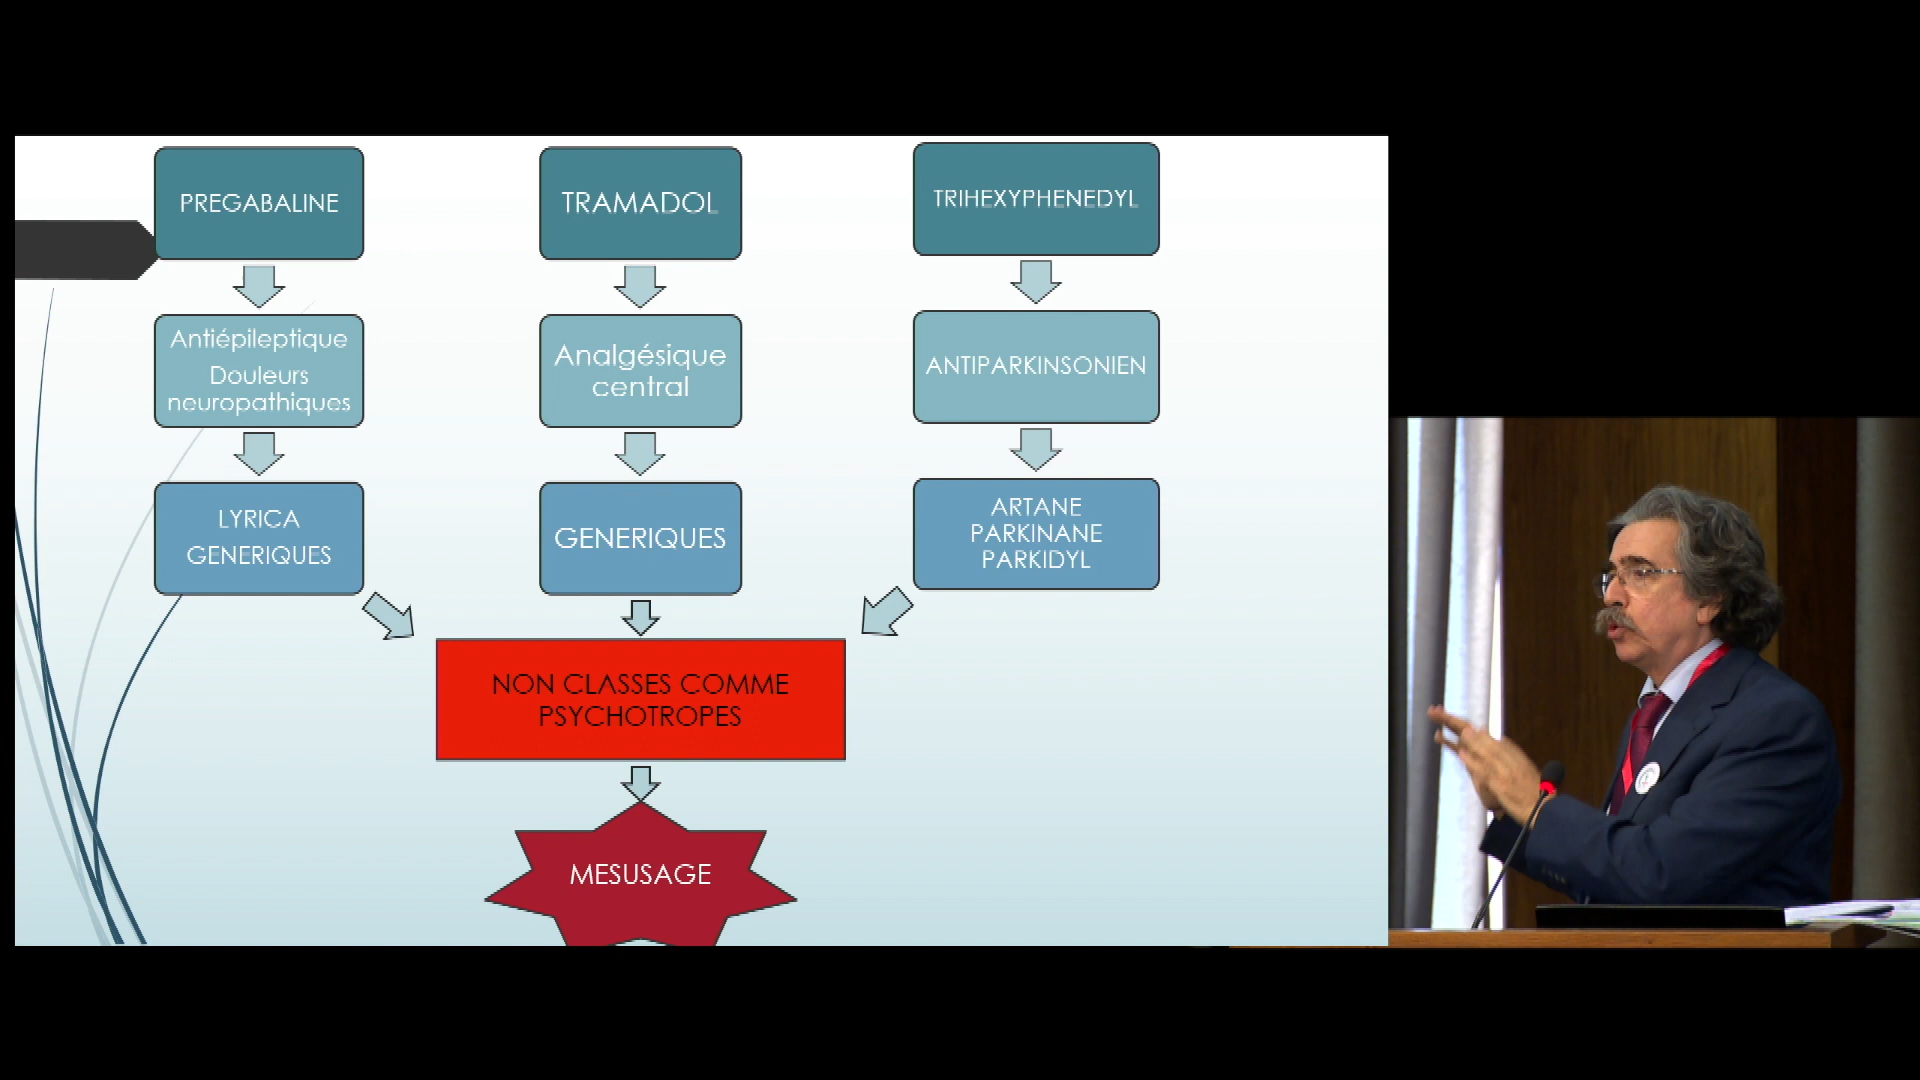 PREGABALINE
TRAMADOL
TRIHEXYPHENEDYL
Antiépileptique
Douleurs
neuropathiques
Analgésique
central
ANTIPARKINSONIEN
LYRICA
GENERIQUES
GENERIQUES
ARTANE
PARKINANE
PARKIDYL
NON CLASSES COMME
PSYCHOTROPES
MESUSAGE